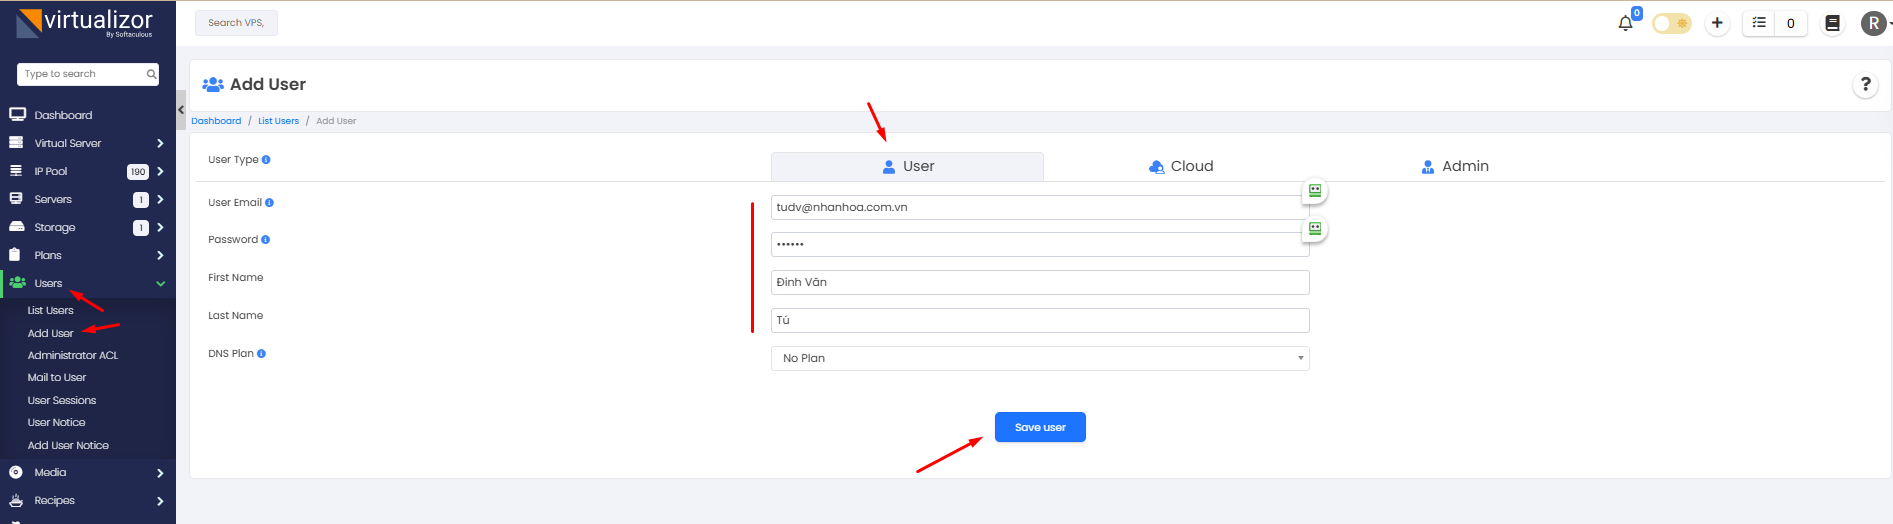 virtualizor
By Softaculous
Search VPS,
0
0
R
Type to search
Dashboard
Virtual Server
IP Pool 190
Servers 1
Storage 1
Plans
Users
List Users
Add User
Administrator ACL
Mail to User
User Sessions
User Notice
Add User Notice
Media
Recipes
Add User
?
Dashboard / List Users / Add User
User Type
User
Cloud
Admin
User Email
tudv@nhanhoa.com.vn
Password
••••••
First Name
Đinh Văn
Last Name
Tú
DNS Plan
No Plan
Save user